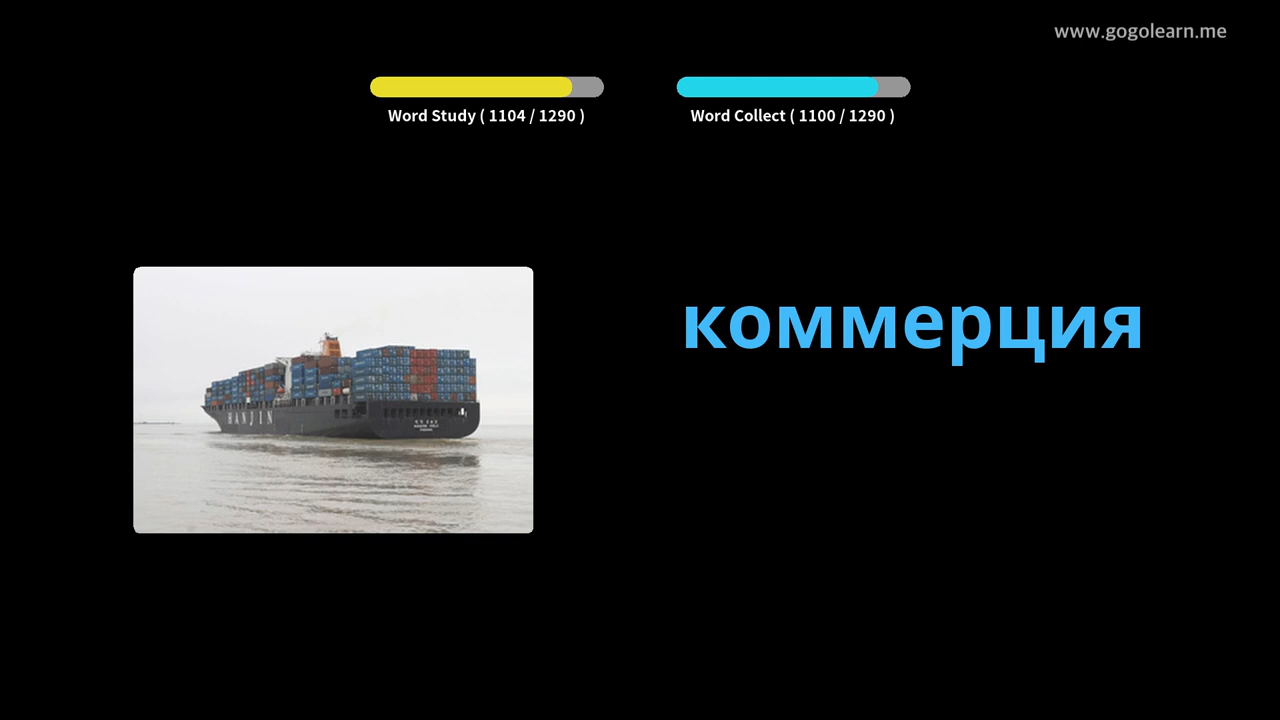 www.gogolearn.me
Word Study ( 1104 / 1290 )
Word Collect ( 1100 / 1290 )
коммерция
HANJIN